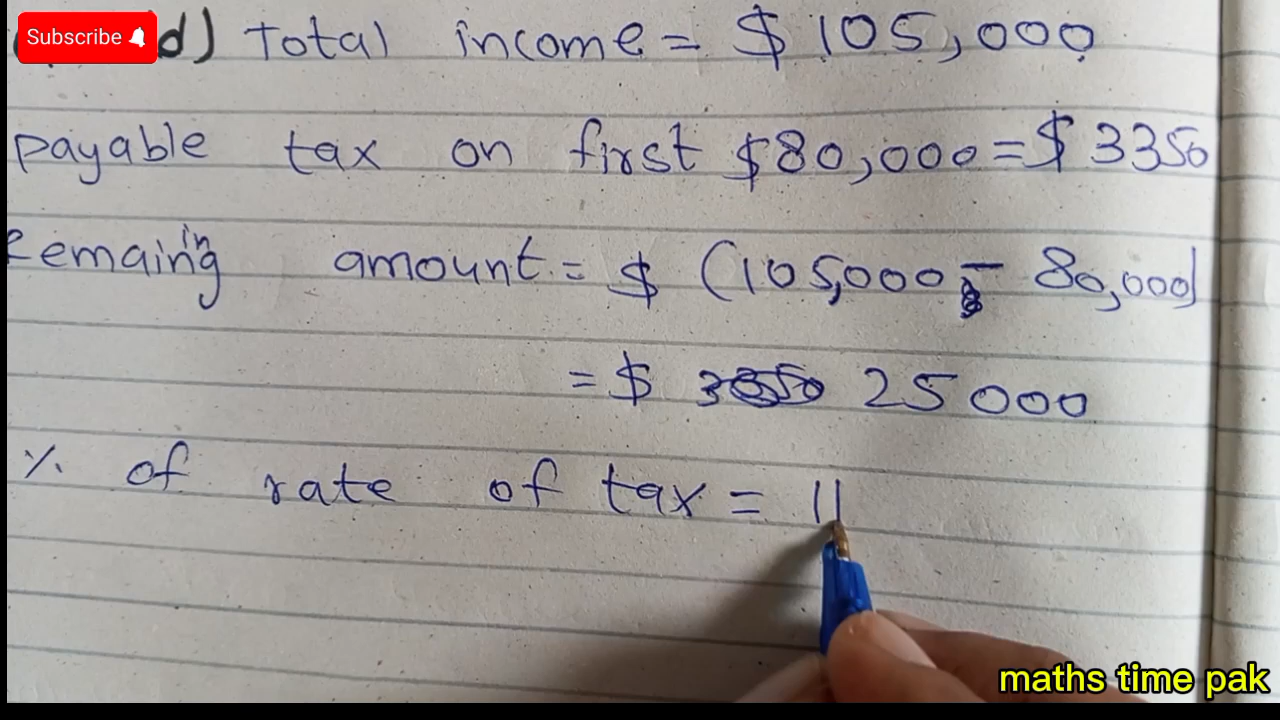 Subscribe
d) Total income = $ 105,000
payable tax on first $80,000 = $ 3350
Remaining amount = $ (105,000 - 80,000)
= $ 25000
% of rate of tax = 11
maths time pak